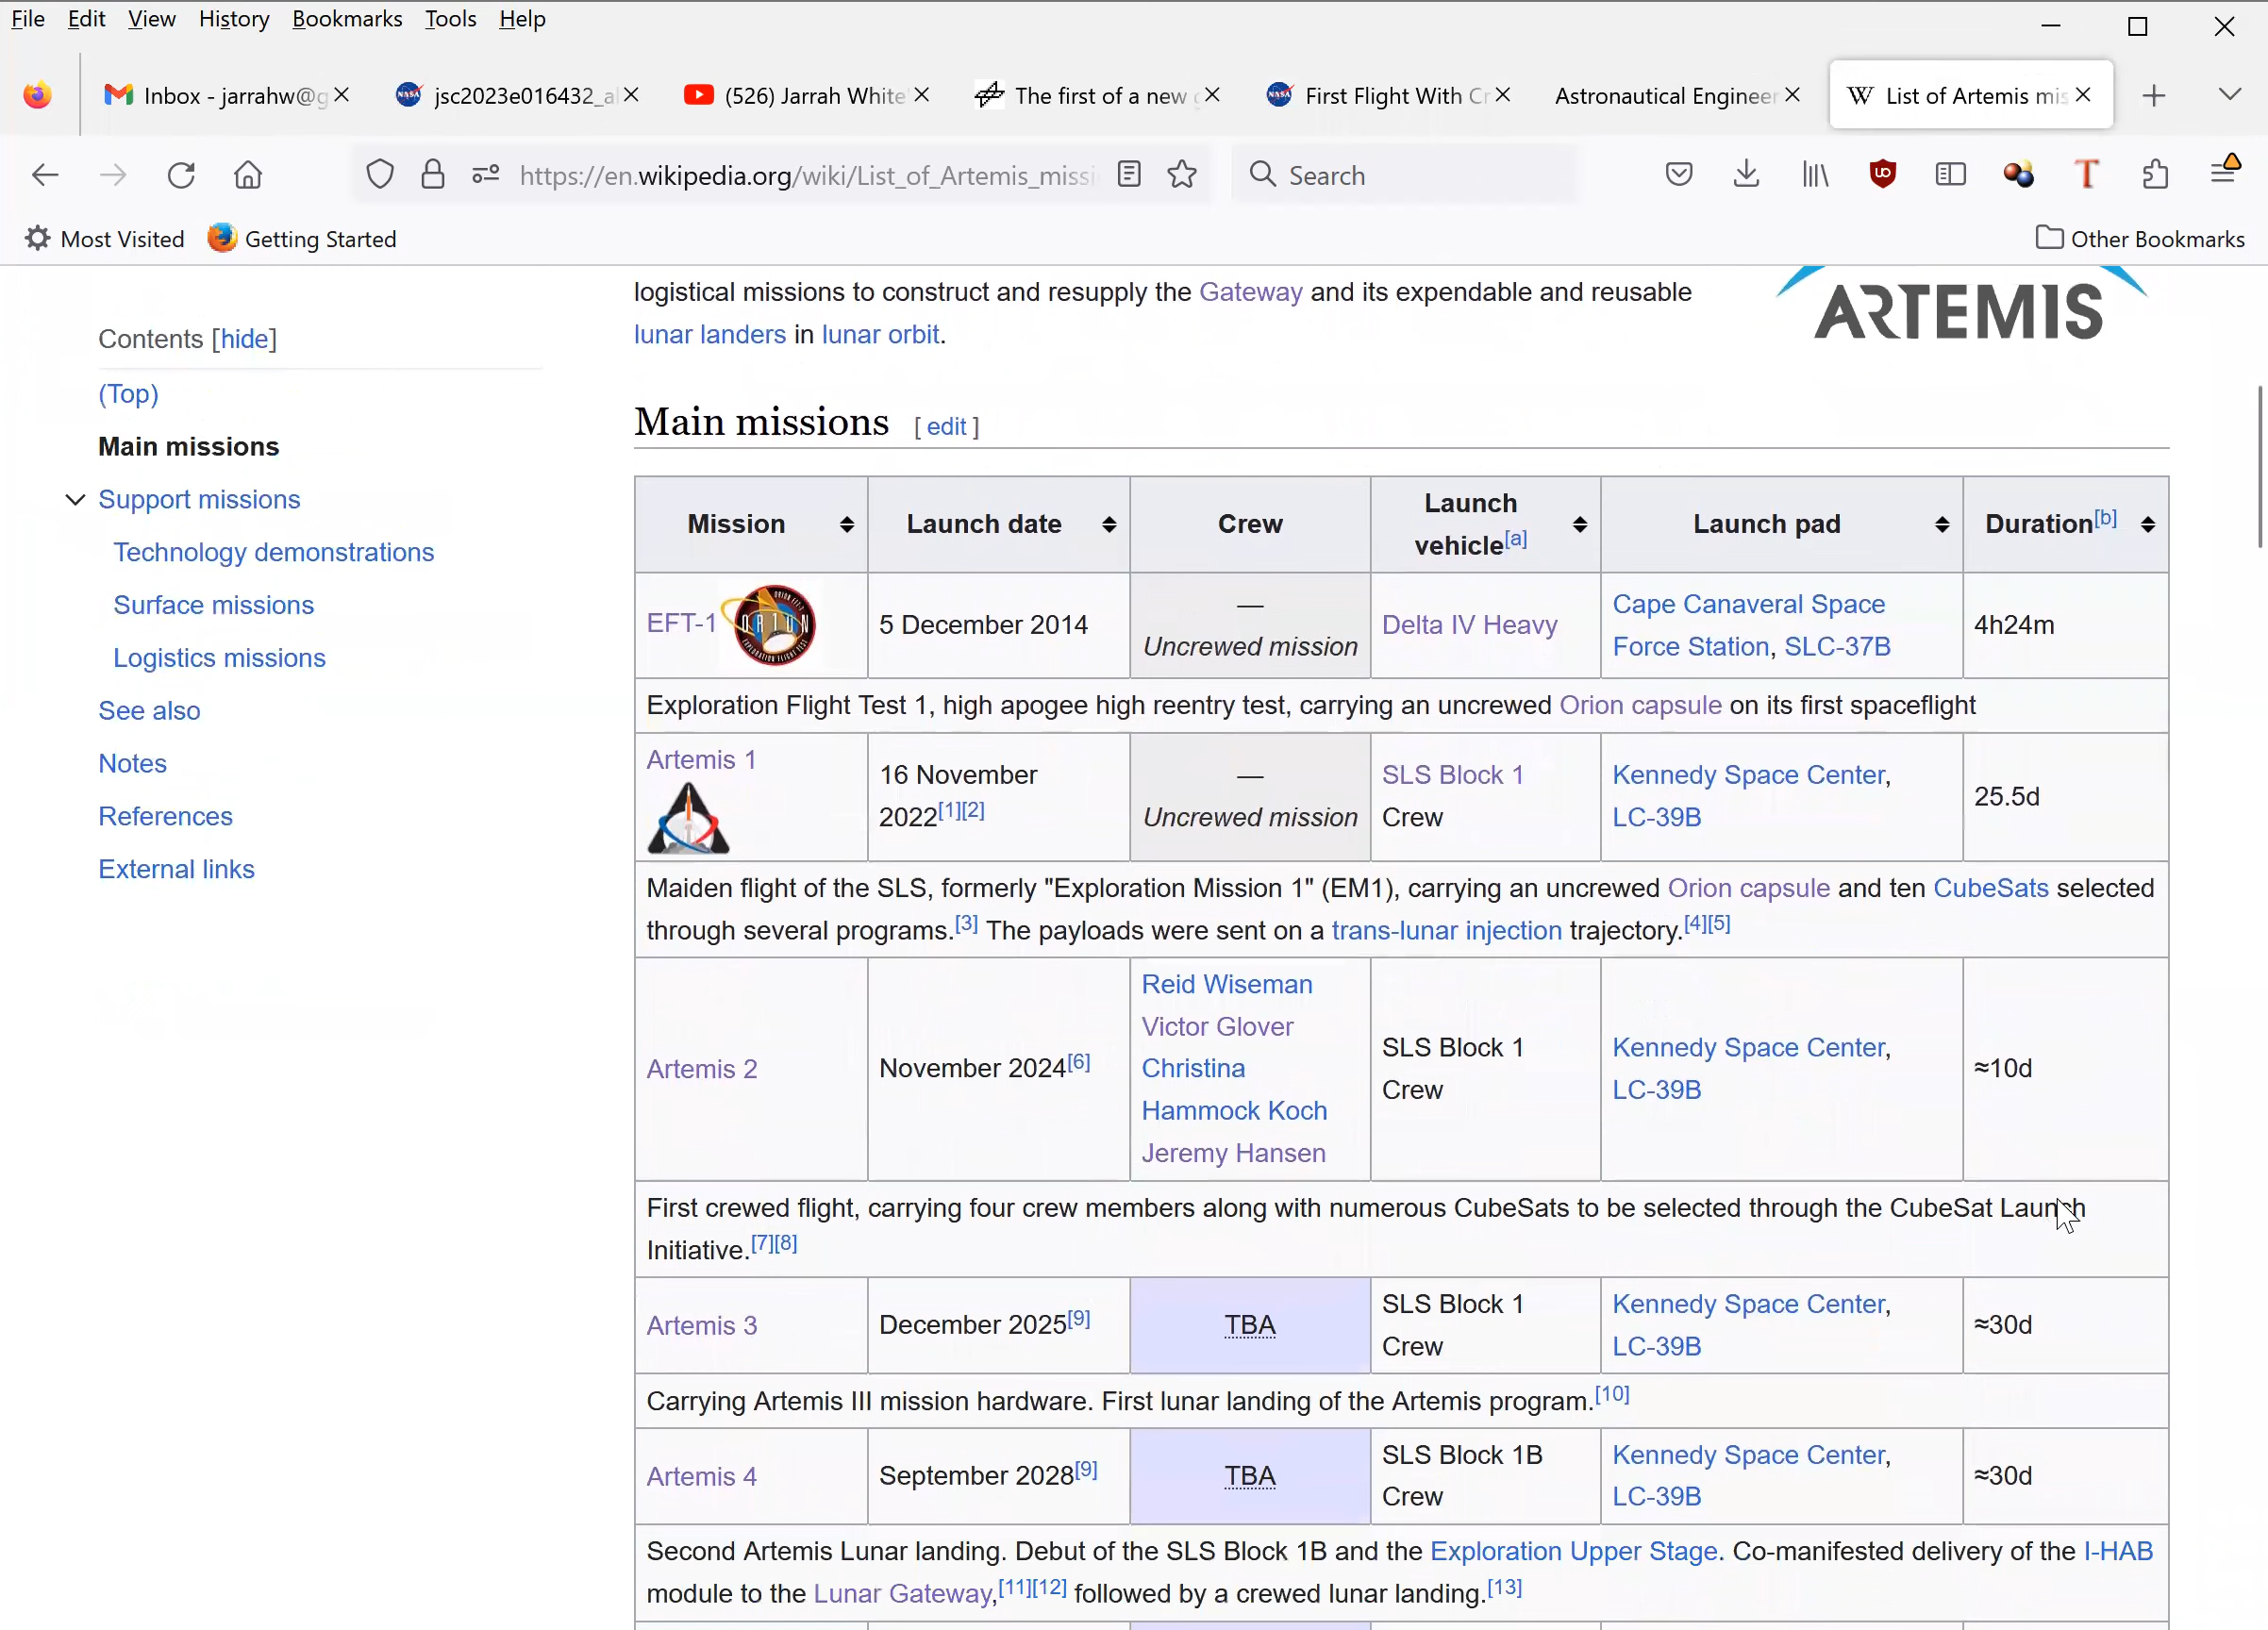 File Edit View History Bookmarks Tools Help
Inbox - jarrahw@g
jsc2023e016432_al
(526) Jarrah White
The first of a new
First Flight With Cr
Astronautical Engineer
List of Artemis mis
https://en.wikipedia.org/wiki/List_of_Artemis_missi
Search
Most Visited
Getting Started
Other Bookmarks
Contents [hide]
(Top)
Main missions
Support missions
Technology demonstrations
Surface missions
Logistics missions
See also
Notes
References
External links
logistical missions to construct and resupply the Gateway and its expendable and reusable
lunar landers in lunar orbit.
ARTEMIS
Main missions [ edit ]
Mission Launch date Crew Launch vehicle[a] Launch pad Duration[b]
EFT-1
ORION
5 December 2014
—
Uncrewed mission
Delta IV Heavy
Cape Canaveral Space
Force Station, SLC-37B
4h24m
Exploration Flight Test 1, high apogee high reentry test, carrying an uncrewed Orion capsule on its first spaceflight
Artemis 1
16 November
2022[1][2]
—
Uncrewed mission
SLS Block 1
Crew
Kennedy Space Center,
LC-39B
25.5d
Maiden flight of the SLS, formerly "Exploration Mission 1" (EM1), carrying an uncrewed Orion capsule and ten CubeSats selected
through several programs.[3] The payloads were sent on a trans-lunar injection trajectory.[4][5]
Artemis 2
November 2024[6]
Reid Wiseman
Victor Glover
Christina
Hammock Koch
Jeremy Hansen
SLS Block 1
Crew
Kennedy Space Center,
LC-39B
≈10d
First crewed flight, carrying four crew members along with numerous CubeSats to be selected through the CubeSat Launch
Initiative.[7][8]
Artemis 3
December 2025[9]
TBA
SLS Block 1
Crew
Kennedy Space Center,
LC-39B
≈30d
Carrying Artemis III mission hardware. First lunar landing of the Artemis program.[10]
Artemis 4
September 2028[9]
TBA
SLS Block 1B
Crew
Kennedy Space Center,
LC-39B
≈30d
Second Artemis Lunar landing. Debut of the SLS Block 1B and the Exploration Upper Stage. Co-manifested delivery of the I-HAB
module to the Lunar Gateway,[11][12] followed by a crewed lunar landing.[13]